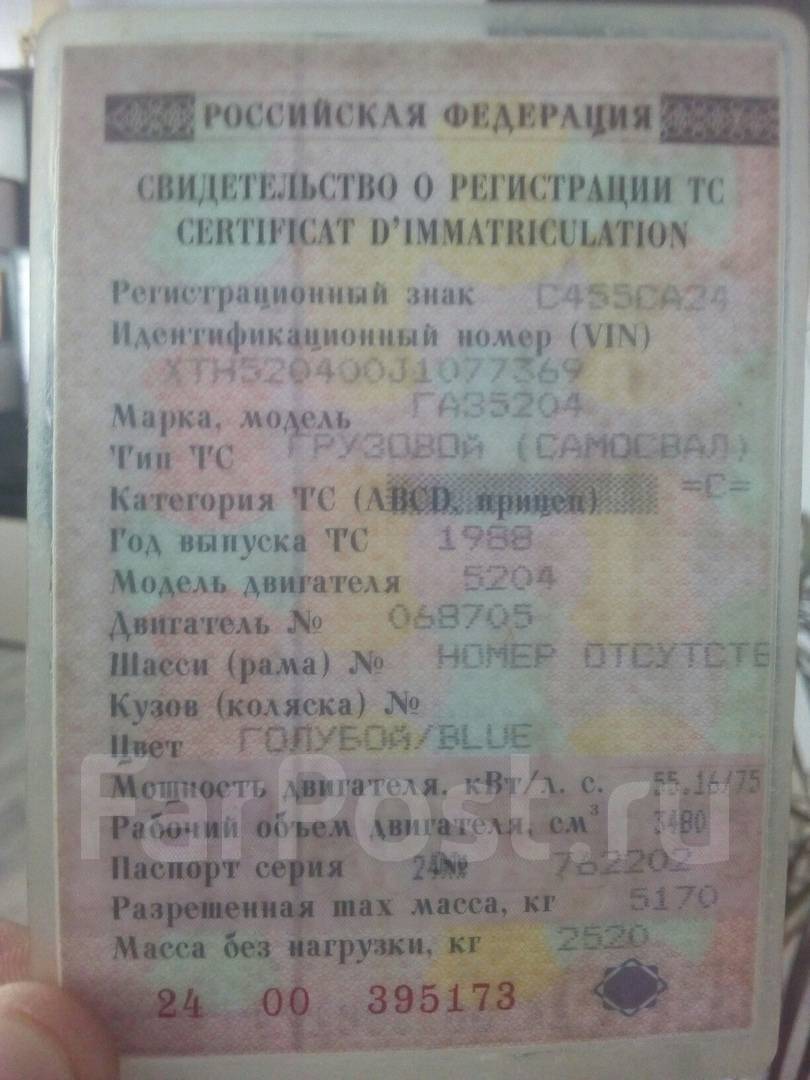 РОССИЙСКАЯ ФЕДЕРАЦИЯ
СВИДЕТЕЛЬСТВО О РЕГИСТРАЦИИ ТС
CERTIFICAT D'IMMATRICULATION
Регистрационный знак С455СА24
Идентификационный номер (VIN)
XTH520400J1077369
Марка, модель ГАЗ5204
Тип ТС ГРУЗОВОЙ (САМОСВАЛ)
Категория ТС (ABCD, прицеп) =C=
Год выпуска ТС 1988
Модель двигателя 5204
Двигатель № 068705
Шасси (рама) № НОМЕР ОТСУТСТВ
Кузов (коляска) №
Цвет ГОЛУБОЙ/BLUE
Мощность двигателя, кВт/л. с. 55.16/75
Рабочий объем двигателя, см³ 3480
Паспорт серия 24 № 762202
Разрешенная max масса, кг 5170
Масса без нагрузки, кг 2520
24 00 395173
FarPost.ru